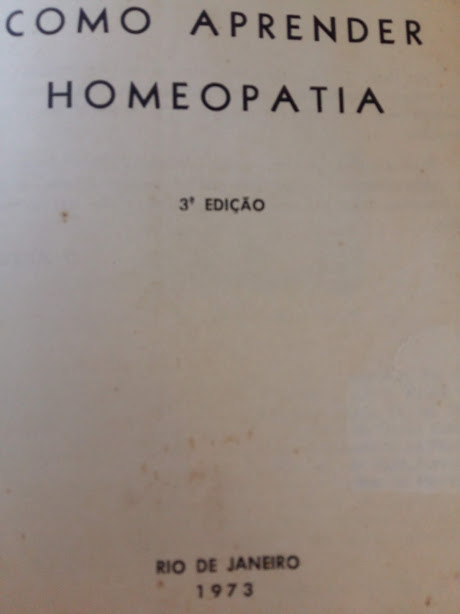 COMO APRENDER
HOMEOPATIA
3ª EDIÇÃO
RIO DE JANEIRO
1973